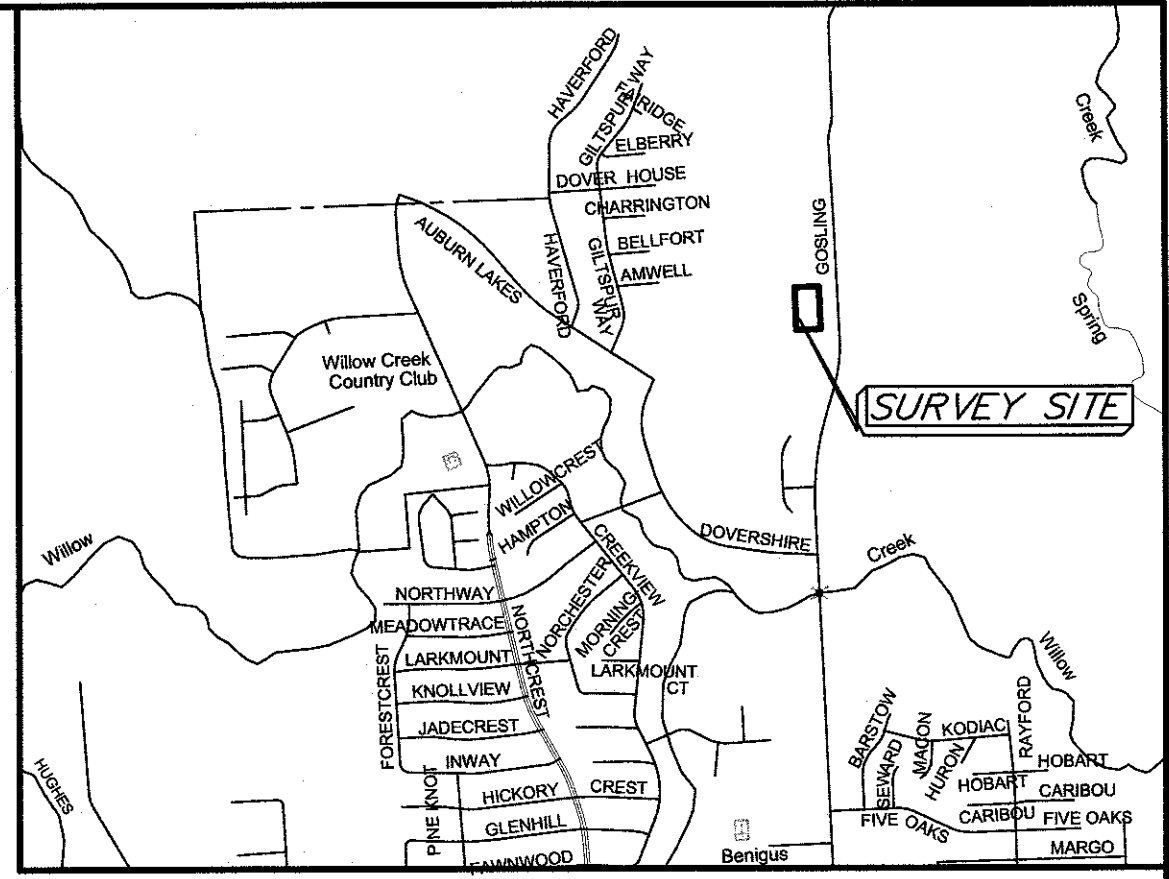 HAVERFORD
GILTSPUR WAY
RIDGE
ELBERRY
DOVER HOUSE
CHARRINGTON
BELLFORT
AMWELL
HAVERFORD
GILTSPUR
WAY
AUBURN LAKES
GOSLING
Creek
Spring
Willow Creek
Country Club
SURVEY SITE
WILLOWCREST
HAMPTON
DOVERSHIRE
Creek
Willow
CREEKVIEW
NORTHWAY
NORCHESTER
MORNING
CREST
MEADOWTRACE
NORTHCREST
LARKMOUNT
LARKMOUNT
CT
KNOLLVIEW
FORESTCREST
JADECREST
INWAY
PINE KNOT
HICKORY CREST
GLENHILL
FAWNWOOD
HUGHES
Benigus
Willow
BARSTOW
SEWARD
MACON
HURON
KODIAC
RAYFORD
HOBART
HOBART
CARIBOU
CARIBOU
FIVE OAKS
FIVE OAKS
MARGO